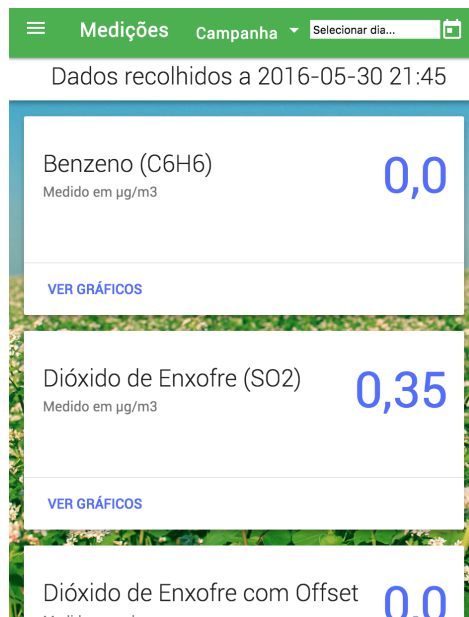 Medições Campanha Selecionar dia...
Dados recolhidos a 2016-05-30 21:45
Benzeno (C6H6) 0,0
Medido em µg/m3
VER GRÁFICOS
Dióxido de Enxofre (SO2) 0,35
Medido em µg/m3
VER GRÁFICOS
Dióxido de Enxofre com Offset 0,0